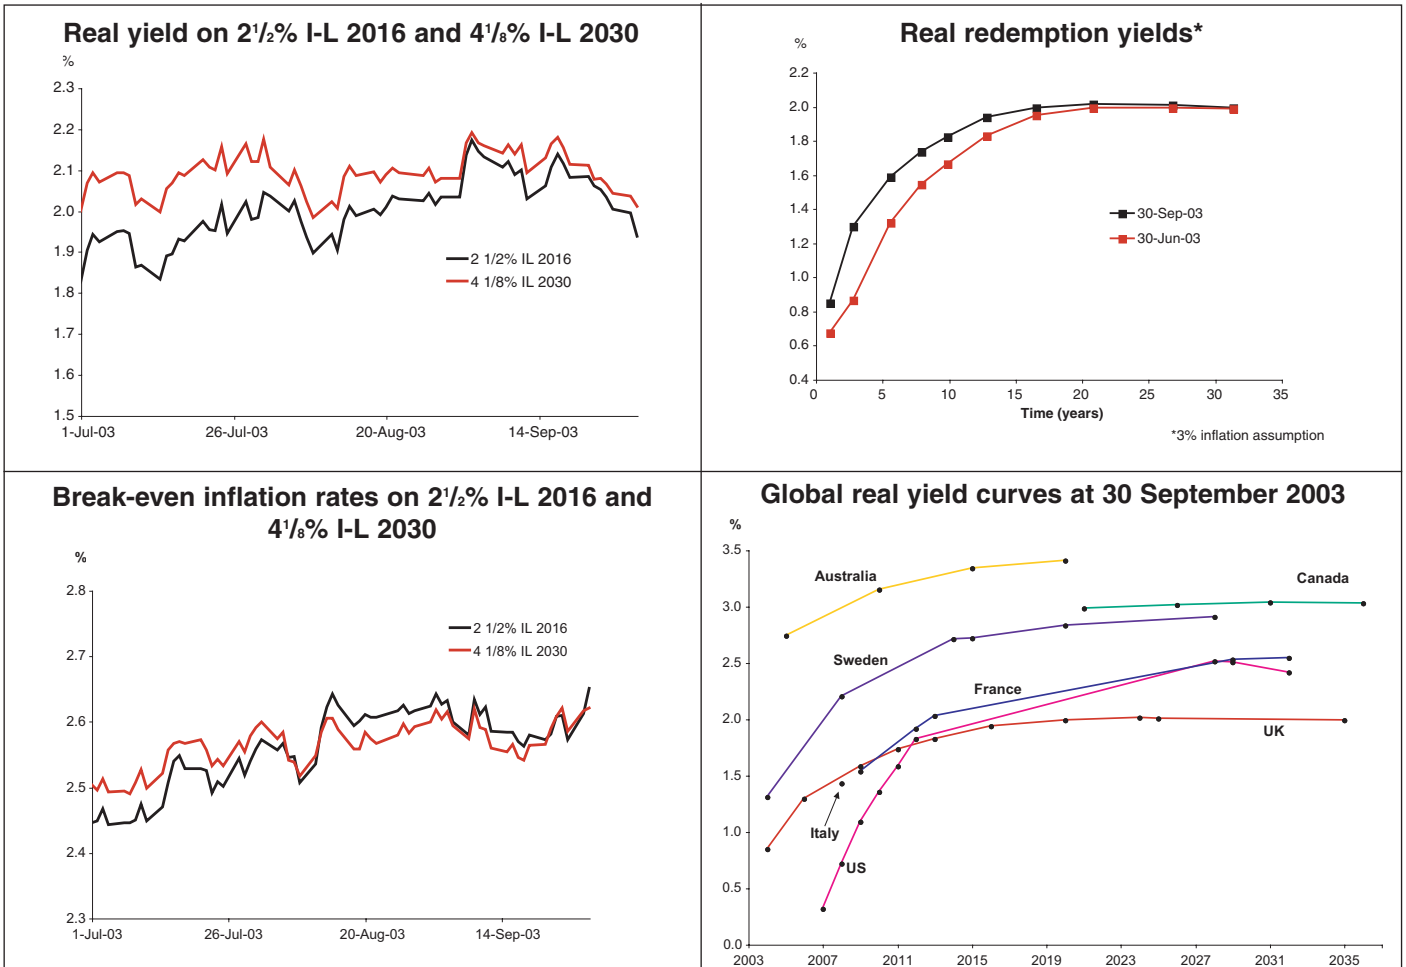 Real yield on 2½% I-L 2016 and 4⅛% I-L 2030
%
2.3
2.2
2.1
2.0
1.9
1.8
1.7
1.6
1.5
2 1/2% IL 2016
4 1/8% IL 2030
1-Jul-03 26-Jul-03 20-Aug-03 14-Sep-03
Real redemption yields*
%
2.2
2.0
1.8
1.6
1.4
1.2
1.0
0.8
0.6
0.4
30-Sep-03
30-Jun-03
0 5 10 15 20 25 30 35
Time (years)
*3% inflation assumption
Break-even inflation rates on 2½% I-L 2016 and
4⅛% I-L 2030
%
2.8
2.7
2.6
2.5
2.4
2.3
2 1/2% IL 2016
4 1/8% IL 2030
1-Jul-03 26-Jul-03 20-Aug-03 14-Sep-03
Global real yield curves at 30 September 2003
%
3.5
3.0
2.5
2.0
1.5
1.0
0.5
0.0
Australia
Canada
Sweden
France
UK
Italy
US
2003 2007 2011 2015 2019 2023 2027 2031 2035